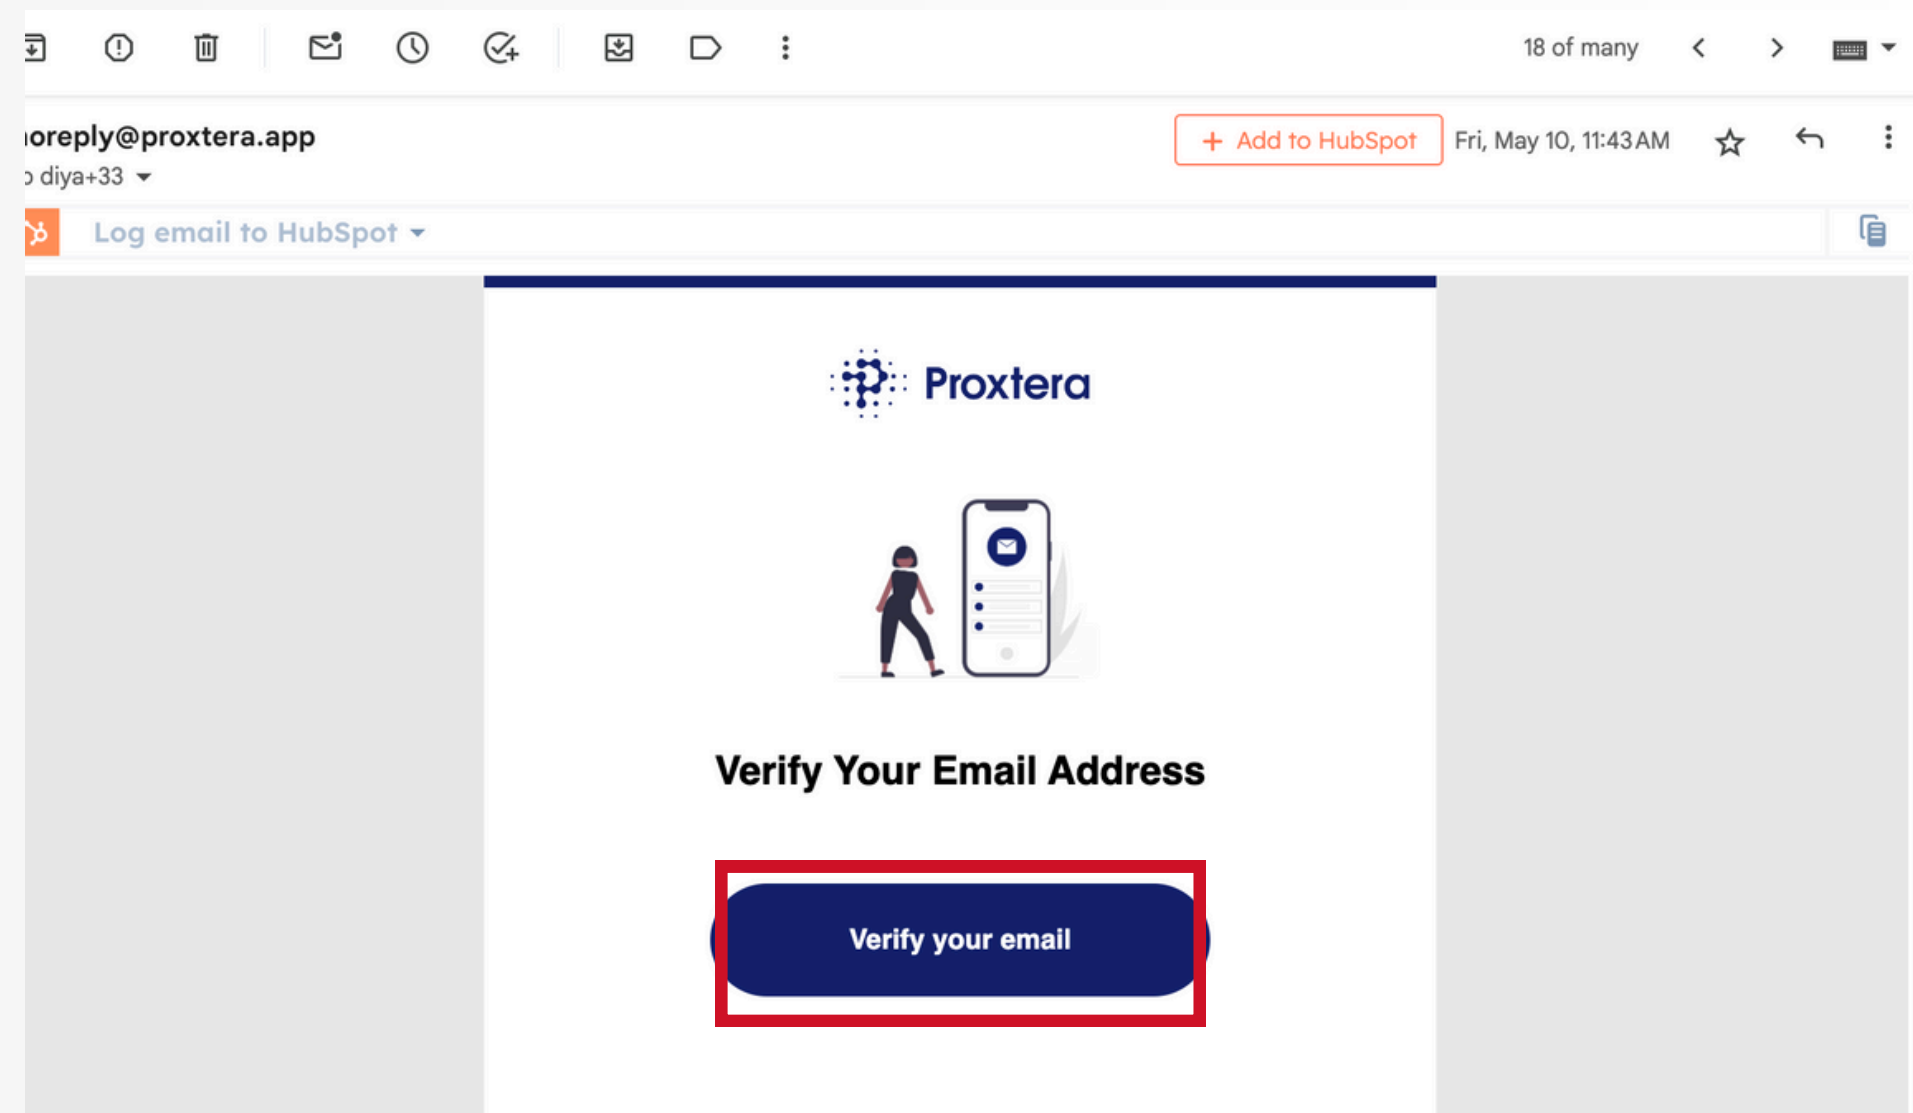 18 of many
noreply@proxtera.app
+ Add to HubSpot
Fri, May 10, 11:43 AM
diya+33
Log email to HubSpot
Proxtera
Verify Your Email Address
Verify your email